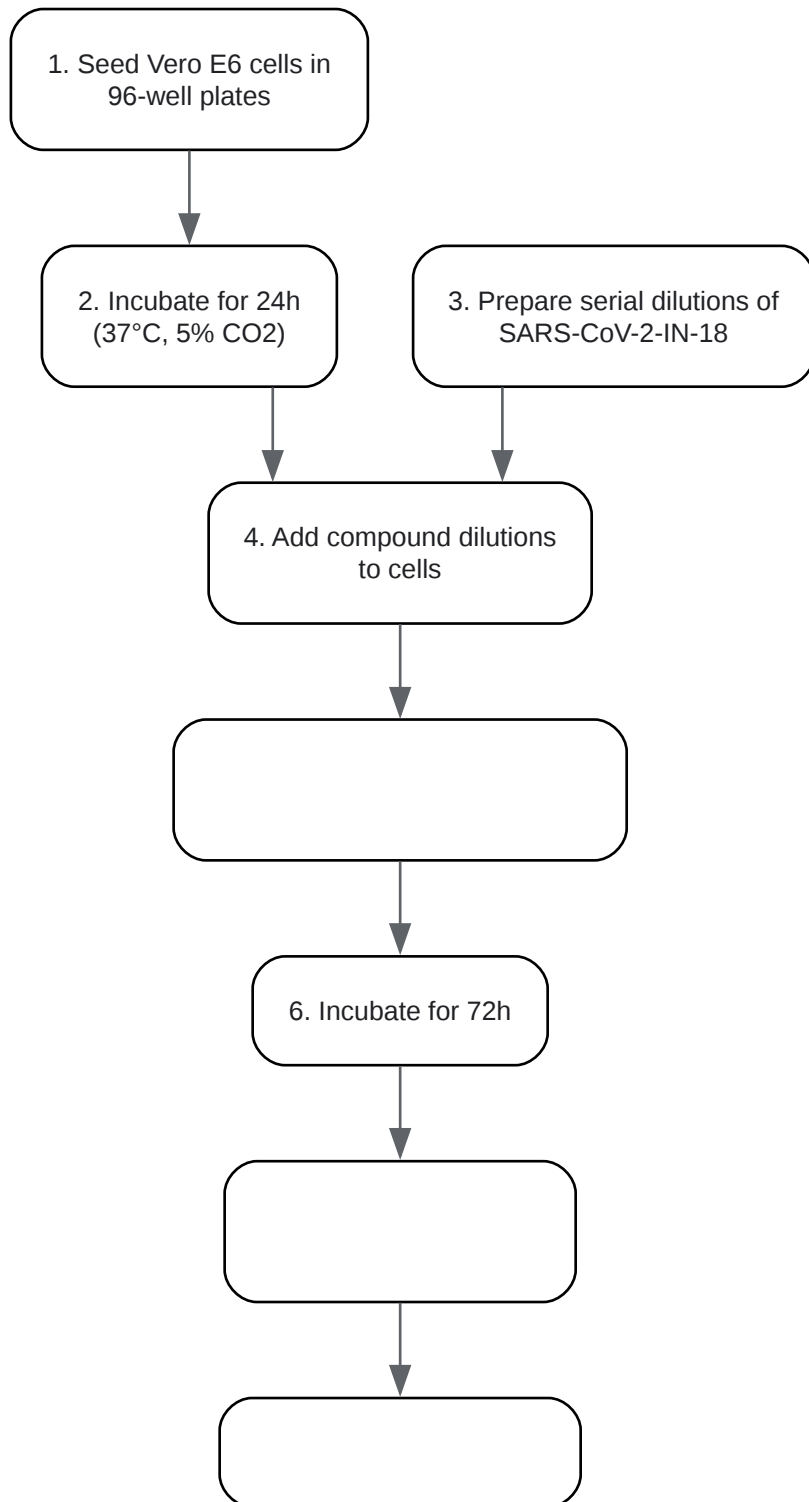 1. Seed Vero E6 cells in
96-well plates
2. Incubate for 24h
(37°C, 5% CO2)
3. Prepare serial dilutions of
SARS-CoV-2-IN-18
4. Add compound dilutions
to cells
6. Incubate for 72h